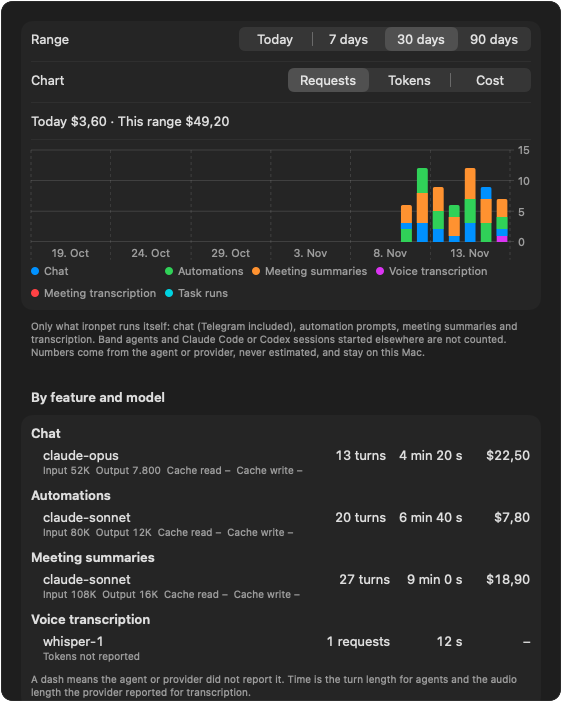 Range Today 7 days 30 days 90 days
Chart Requests Tokens Cost
Today $3,60 · This range $49,20
15
10
5
0
19. Oct 24. Oct 29. Oct 3. Nov 8. Nov 13. Nov
Chat Automations Meeting summaries Voice transcription
Meeting transcription Task runs
Only what ironpet runs itself: chat (Telegram included), automation prompts, meeting summaries and
transcription. Band agents and Claude Code or Codex sessions started elsewhere are not counted.
Numbers come from the agent or provider, never estimated, and stay on this Mac.
By feature and model
Chat
claude-opus 13 turns 4 min 20 s $22,50
Input 52K Output 7.800 Cache read – Cache write –
Automations
claude-sonnet 20 turns 6 min 40 s $7,80
Input 80K Output 12K Cache read – Cache write –
Meeting summaries
claude-sonnet 27 turns 9 min 0 s $18,90
Input 108K Output 16K Cache read – Cache write –
Voice transcription
whisper-1 1 requests 12 s –
Tokens not reported
A dash means the agent or provider did not report it. Time is the turn length for agents and the audio
length the provider reported for transcription.